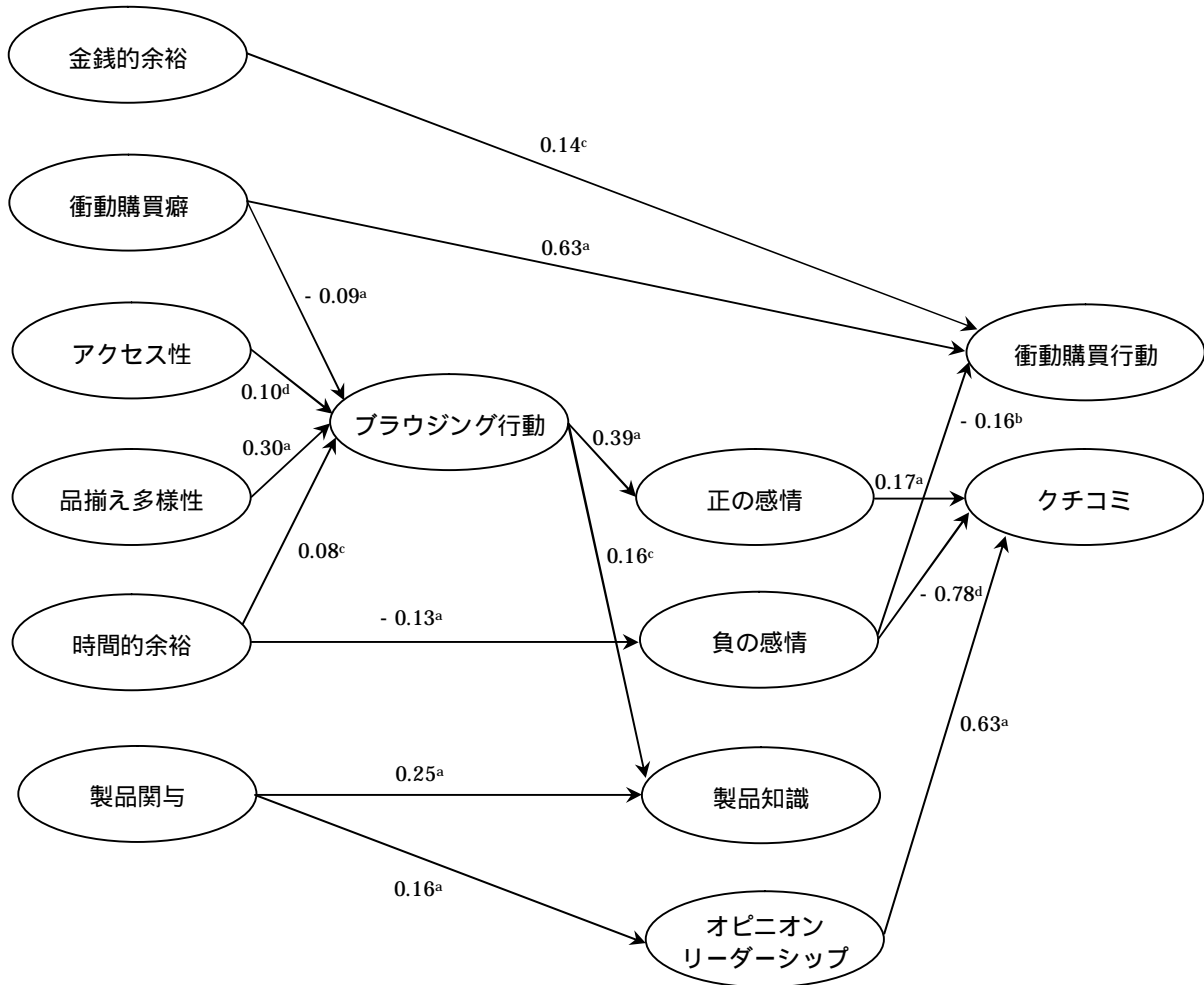 金銭的余裕
0.14c
衝動購買癖
0.63a
- 0.09a
アクセス性
衝動購買行動
0.10d
ブラウジング行動
- 0.16b
0.30a
0.39a
品揃え多様性
正の感情
0.17a
クチコミ
0.08c
0.16c
- 0.78d
時間的余裕
- 0.13a
負の感情
0.63a
製品関与
0.25a
製品知識
0.16a
オピニオン
リーダーシップ